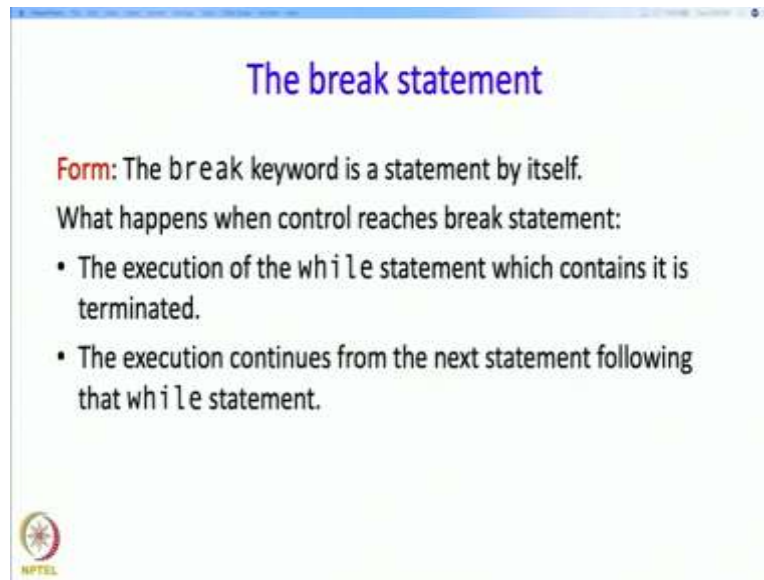 The break statement
Form: The break keyword is a statement by itself.
What happens when control reaches break statement:
• The execution of the while statement which contains it is
terminated.
• The execution continues from the next statement following
that while statement.
NPTEL